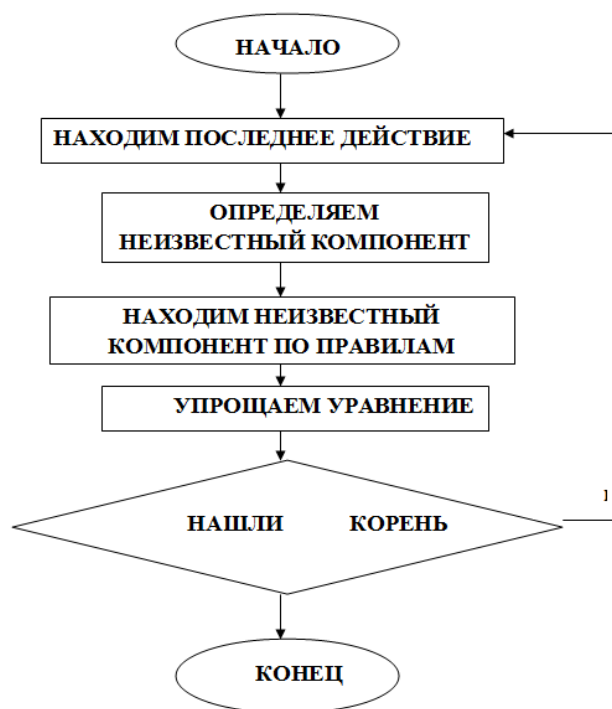 НАЧАЛО
НАХОДИМ ПОСЛЕДНЕЕ ДЕЙСТВИЕ
ОПРЕДЕЛЯЕМ
НЕИЗВЕСТНЫЙ КОМПОНЕНТ
НАХОДИМ НЕИЗВЕСТНЫЙ
КОМПОНЕНТ ПО ПРАВИЛАМ
УПРОЩАЕМ УРАВНЕНИЕ
НАШЛИ КОРЕНЬ
КОНЕЦ